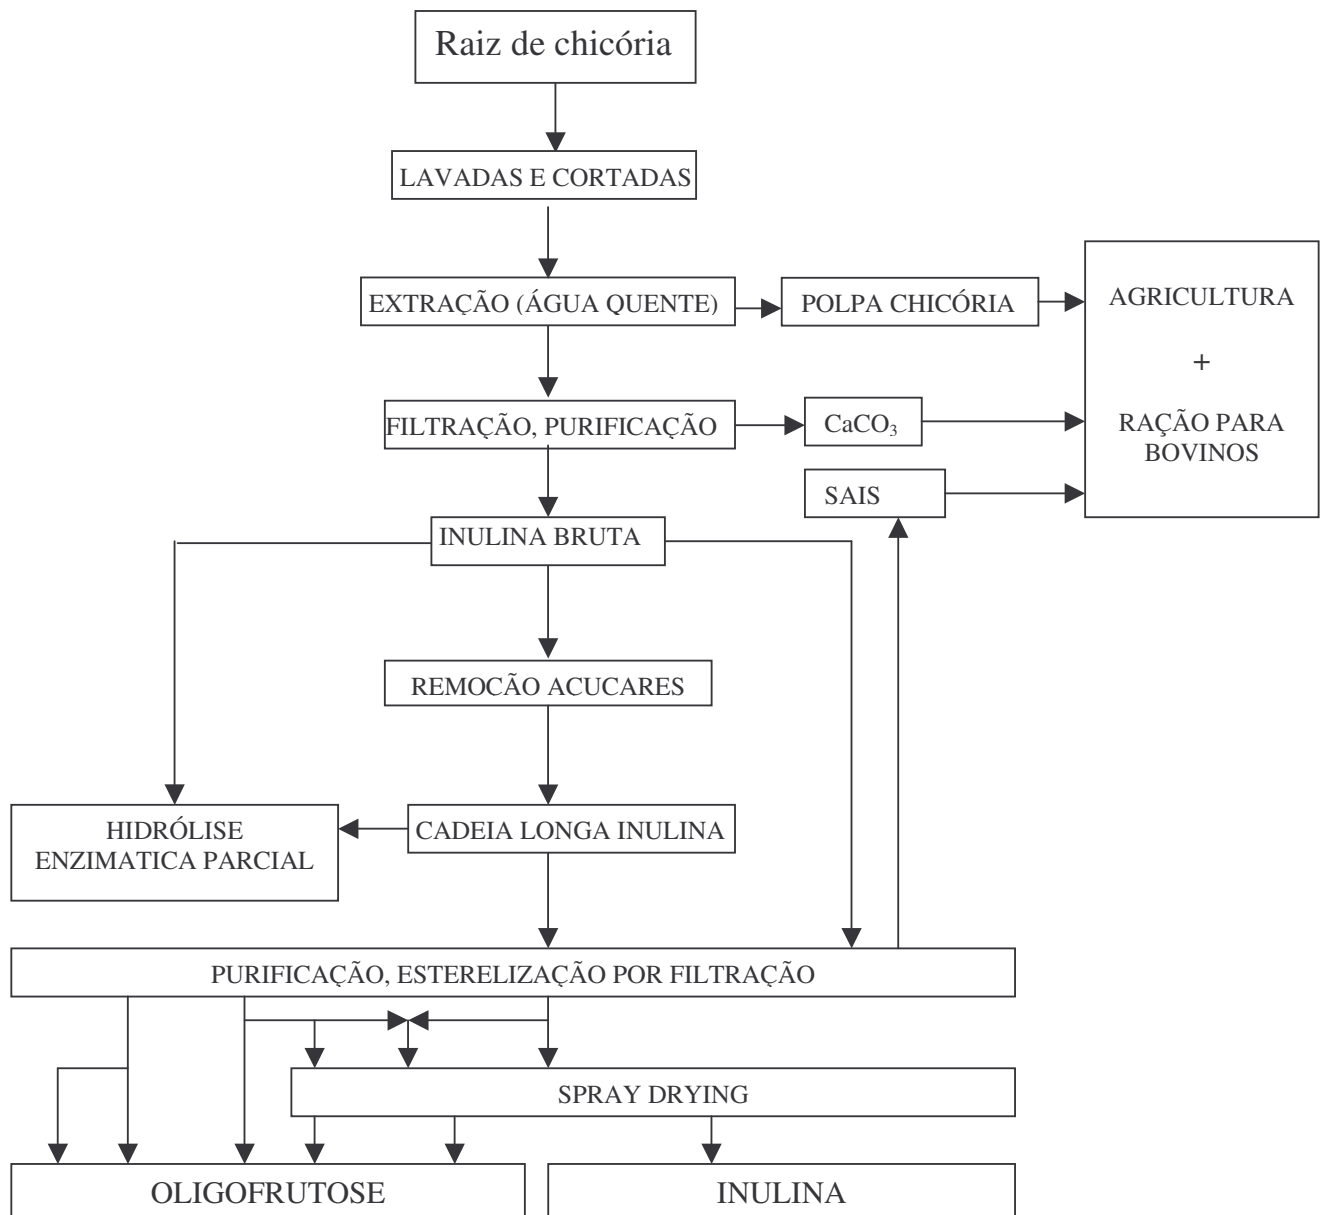 Raiz de chicória
LAVADAS E CORTADAS
EXTRAÇÃO (ÁGUA QUENTE)
POLPA CHICÓRIA
AGRICULTURA
+
RAÇÃO PARA
BOVINOS
FILTRAÇÃO, PURIFICAÇÃO
CaCO₃
SAIS
INULINA BRUTA
REMOCÃO ACUCARES
HIDRÓLISE
ENZIMATICA PARCIAL
CADEIA LONGA INULINA
PURIFICAÇÃO, ESTERELIZAÇÃO POR FILTRAÇÃO
SPRAY DRYING
OLIGOFRUTOSE
INULINA